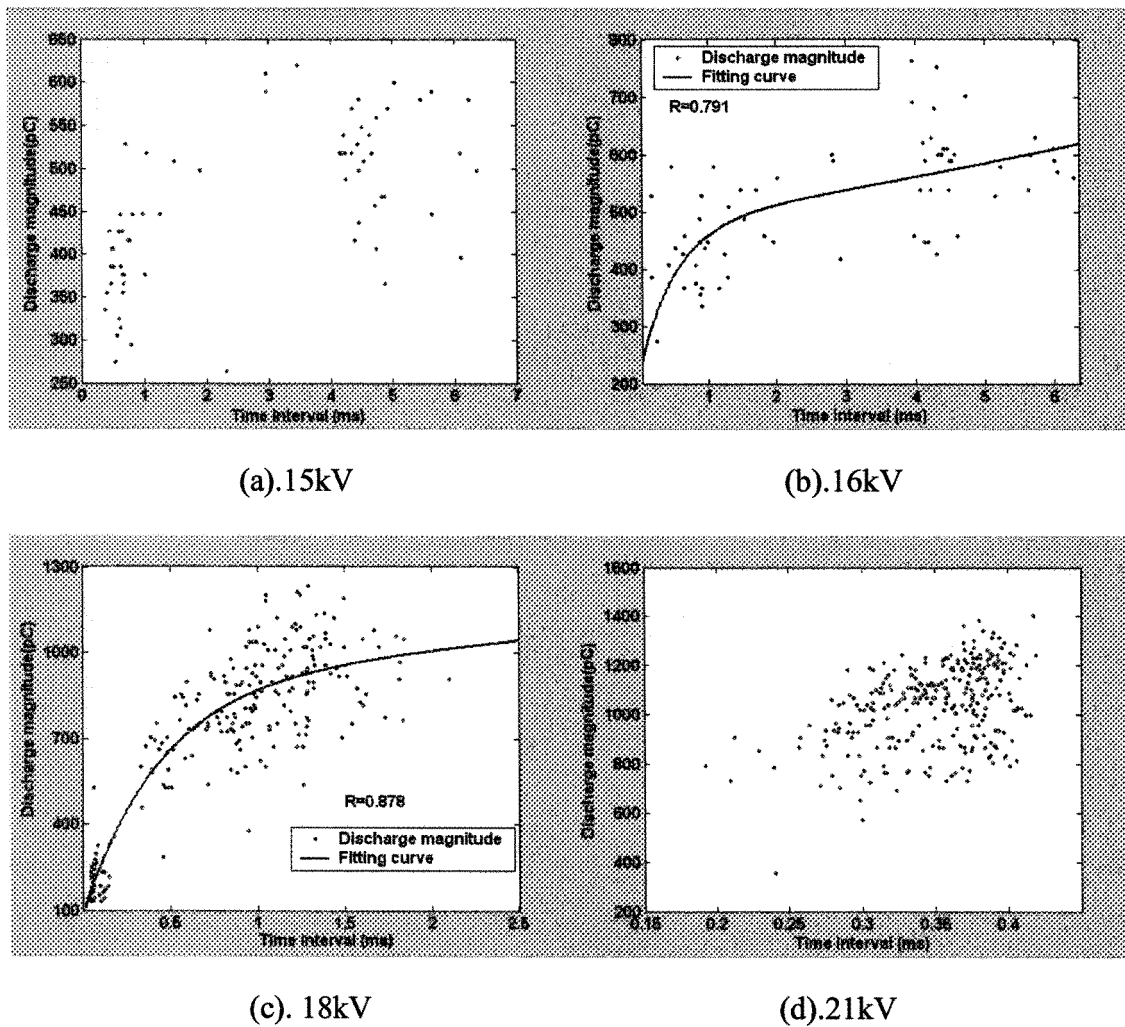 650
600
550
500
450
400
350
300
250
Discharge magnitude(pC)
0 1 2 3 4 5 6 7
Time interval (ms)
900
800
700
600
500
400
300
200
Discharge magnitude(pC)
Discharge magnitude
Fitting curve
R=0.791
1 2 3 4 5 6
Time interval (ms)
(a).15kV
(b).16kV
1300
1000
700
400
100
Discharge magnitude(pC)
R=0.878
Discharge magnitude
Fitting curve
0.5 1 1.5 2 2.5
Time interval (ms)
1600
1400
1200
1000
800
600
400
200
Discharge magnitude(pC)
0.15 0.2 0.25 0.3 0.35 0.4
Time interval (ms)
(c). 18kV
(d).21kV